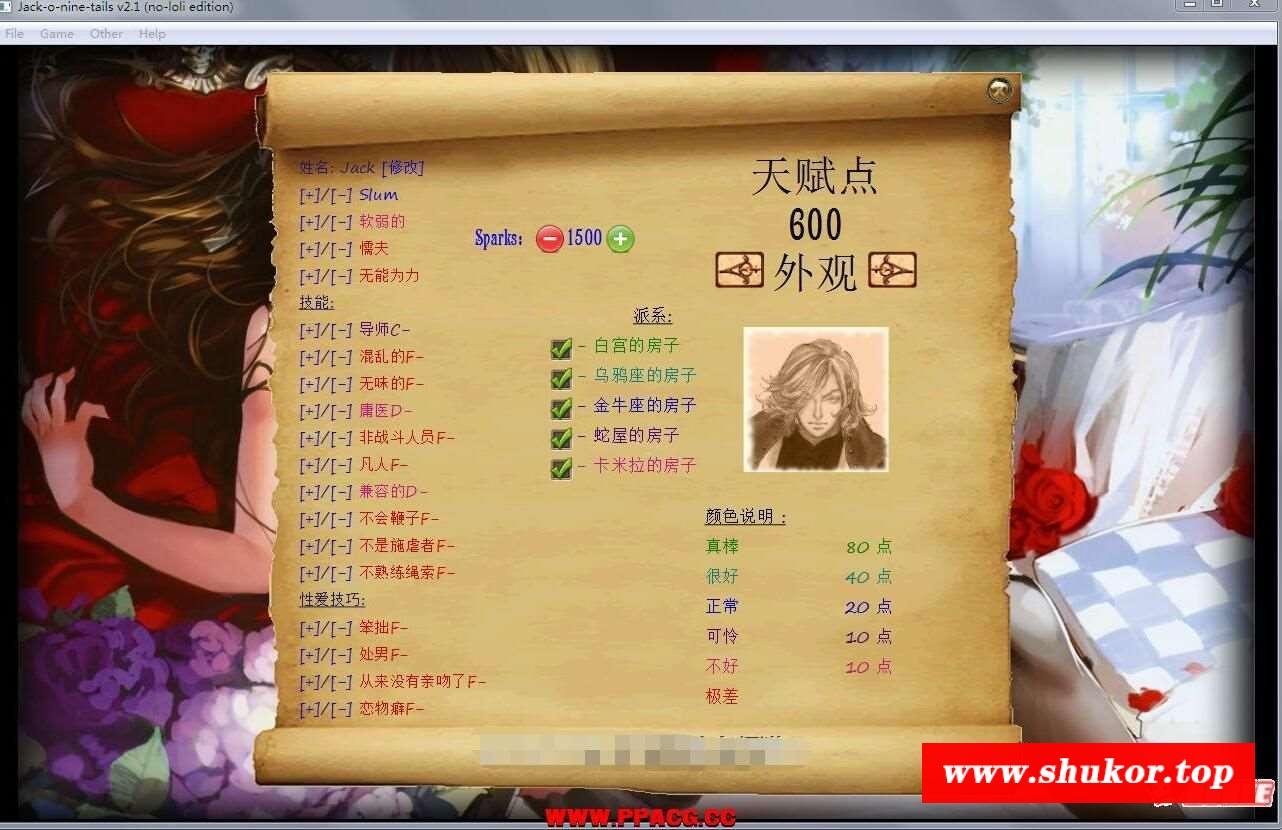 Jack-o-nine-tails v2.1 (no-loli edition)
File Game Other Help
姓名: Jack [修改]
[+]/[-] Slum
[+]/[-] 软弱的
[+]/[-] 懦夫
[+]/[-] 无能为力
技能:
[+]/[-] 导师C-
[+]/[-] 混乱的F-
[+]/[-] 无味的F-
[+]/[-] 庸医D-
[+]/[-] 非战斗人员F-
[+]/[-] 凡人F-
[+]/[-] 兼容的D-
[+]/[-] 不会鞭子F-
[+]/[-] 不是施虐者F-
[+]/[-] 不熟练绳索F-
性爱技巧:
[+]/[-] 笨拙F-
[+]/[-] 处男F-
[+]/[-] 从来没有亲吻了F-
[+]/[-] 恋物癖F-
Sparks: 1500
派系:
- 白宫的房子
- 乌鸦座的房子
- 金牛座的房子
- 蛇屋的房子
- 卡米拉的房子
天赋点
600
外观
颜色说明 :
真棒 80 点
很好 40 点
正常 20 点
可怜 10 点
不好 10 点
极差
www.shukor.top
WWW.PPACG.CC